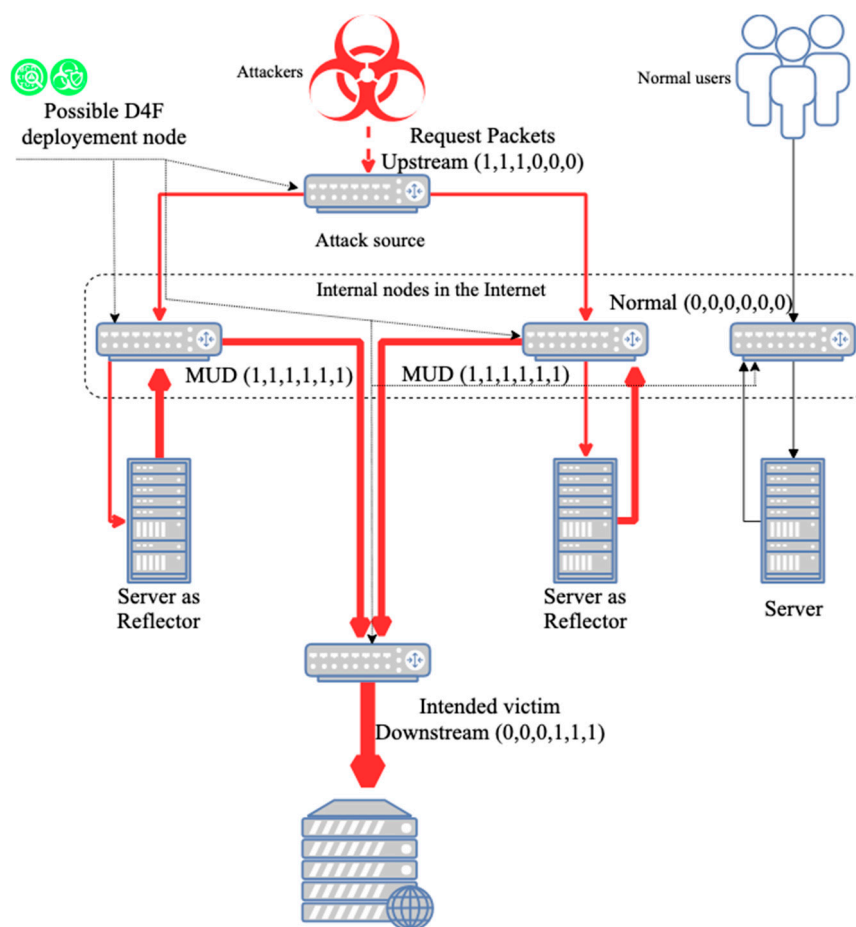 Attackers
Normal users
Possible D4F
deployement node
Request Packets
Upstream (1,1,1,0,0,0)
Attack source
Internal nodes in the Internet
Normal (0,0,0,0,0,0)
MUD (1,1,1,1,1,1)
MUD (1,1,1,1,1,1)
Server as
Reflector
Server as
Reflector
Server
Intended victim
Downstream (0,0,0,1,1,1)